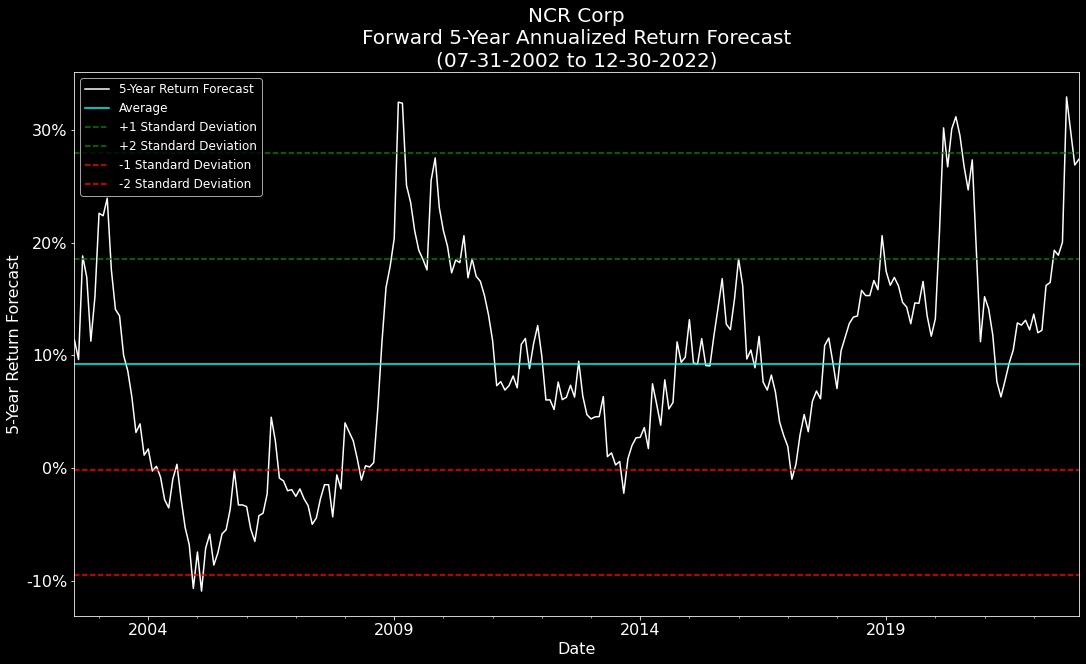 NCR Corp
Forward 5-Year Annualized Return Forecast
(07-31-2002 to 12-30-2022)
5-Year Return Forecast
Average
+1 Standard Deviation
+2 Standard Deviation
-1 Standard Deviation
-2 Standard Deviation
30%
20%
10%
0%
-10%
5-Year Return Forecast
2004
2009
2014
2019
Date